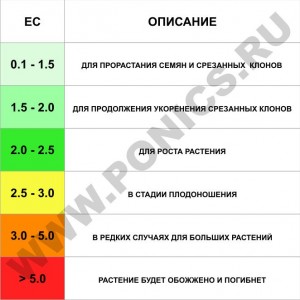 ЕС ОПИСАНИЕ
0.1 - 1.5 ДЛЯ ПРОРАСТАНИЯ СЕМЯН И СРЕЗАННЫХ КЛОНОВ
1.5 - 2.0 ДЛЯ ПРОДОЛЖЕНИЯ УКОРЕНЕНИЯ СРЕЗАННЫХ КЛОНОВ
2.0 - 2.5 ДЛЯ РОСТА РАСТЕНИЯ
2.5 - 3.0 В СТАДИИ ПЛОДОНОШЕНИЯ
3.0 - 5.0 В РЕДКИХ СЛУЧАЯХ ДЛЯ БОЛЬШИХ РАСТЕНИЙ
> 5.0 РАСТЕНИЕ БУДЕТ ОБОЖЖЕНО И ПОГИБНЕТ
WWW.PONICS.RU